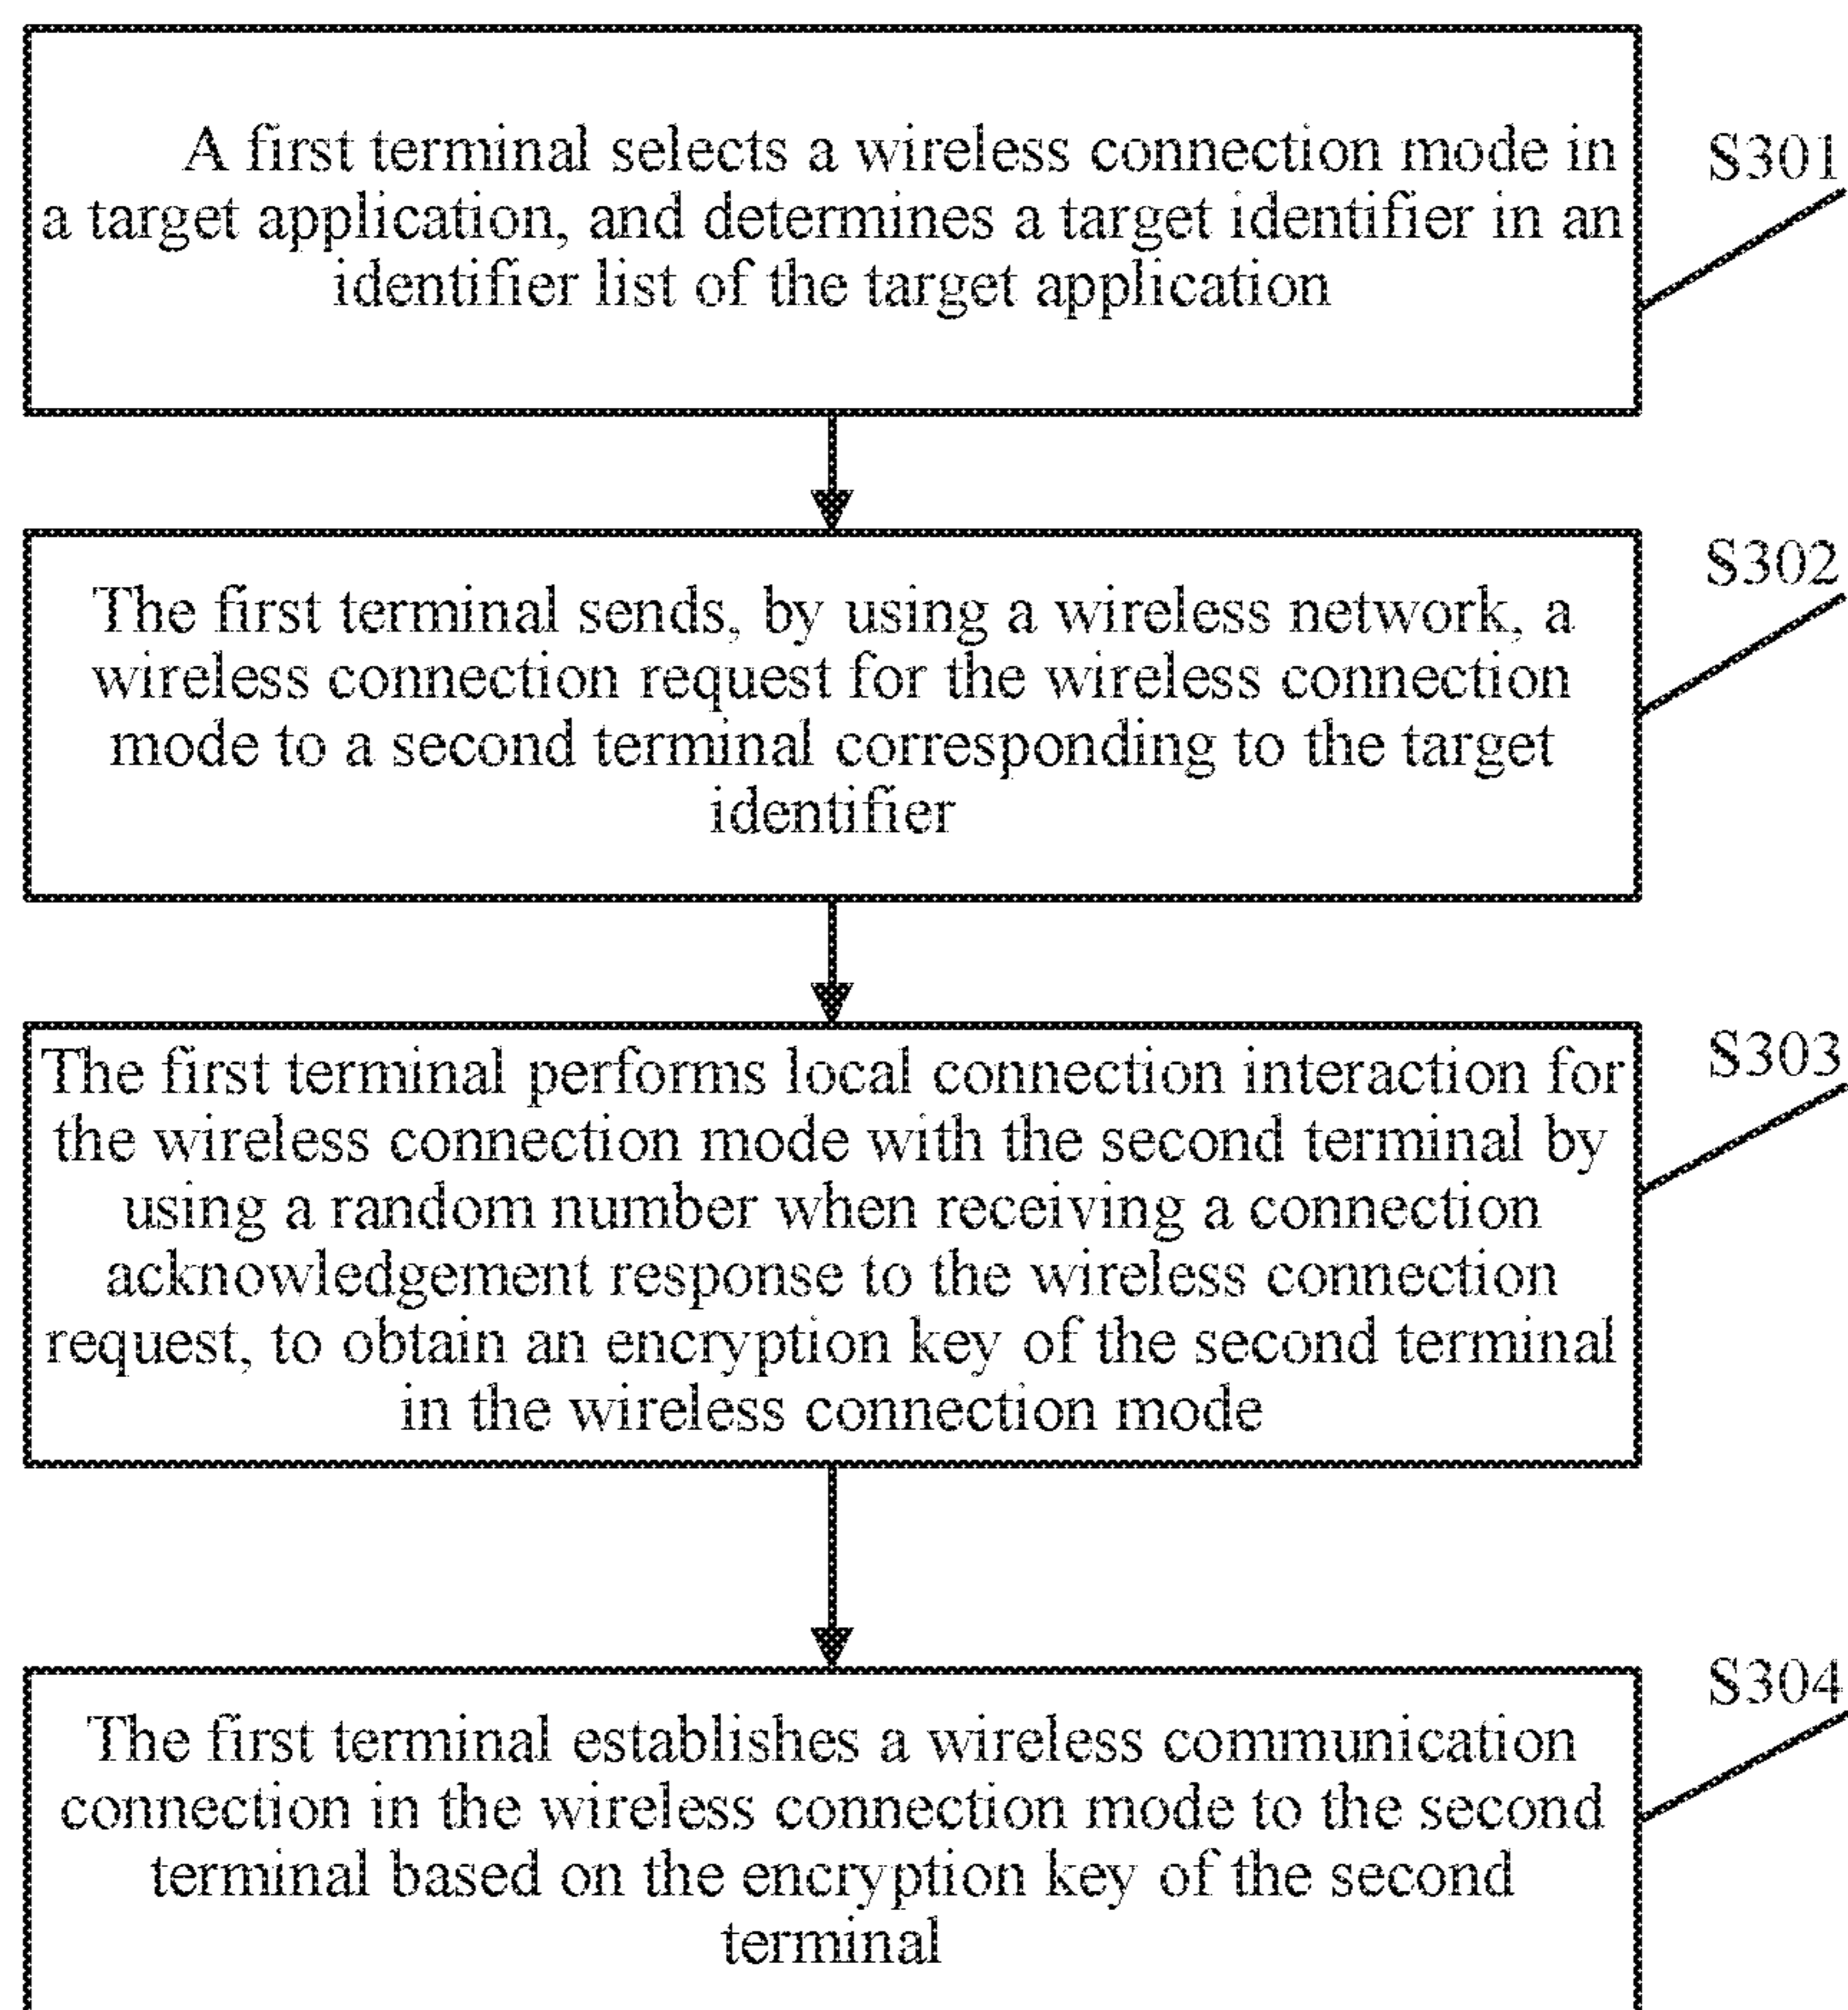 A first terminal selects a wireless connection mode in
a target application, and determines a target identifier in an
identifier list of the target application
S301
The first terminal sends, by using a wireless network, a
wireless connection request for the wireless connection
mode to a second terminal corresponding to the target
identifier
S302
The first terminal performs local connection interaction for
the wireless connection mode with the second terminal by
using a random number when receiving a connection
acknowledgement response to the wireless connection
request, to obtain an encryption key of the second terminal
in the wireless connection mode
S303
The first terminal establishes a wireless communication
connection in the wireless connection mode to the second
terminal based on the encryption key of the second
terminal
S304